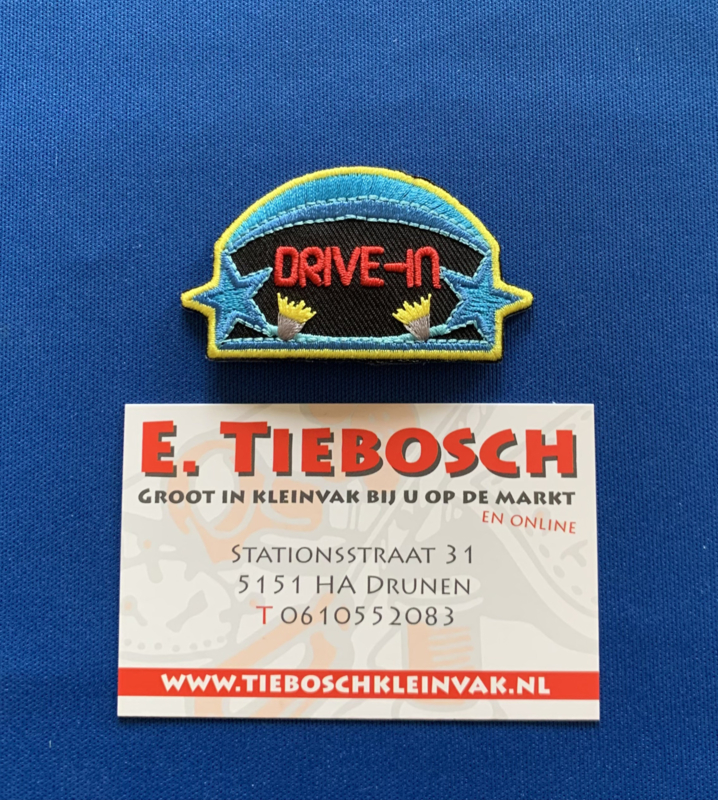 DRIVE-IN
E. TIEBOSCH
GROOT IN KLEINVAK BIJ U OP DE MARKT
EN ONLINE
STATIONSSTRAAT 31
5151 HA DRUNEN
T 0610552083
WWW.TIEBOSCHKLEINVAK.NL